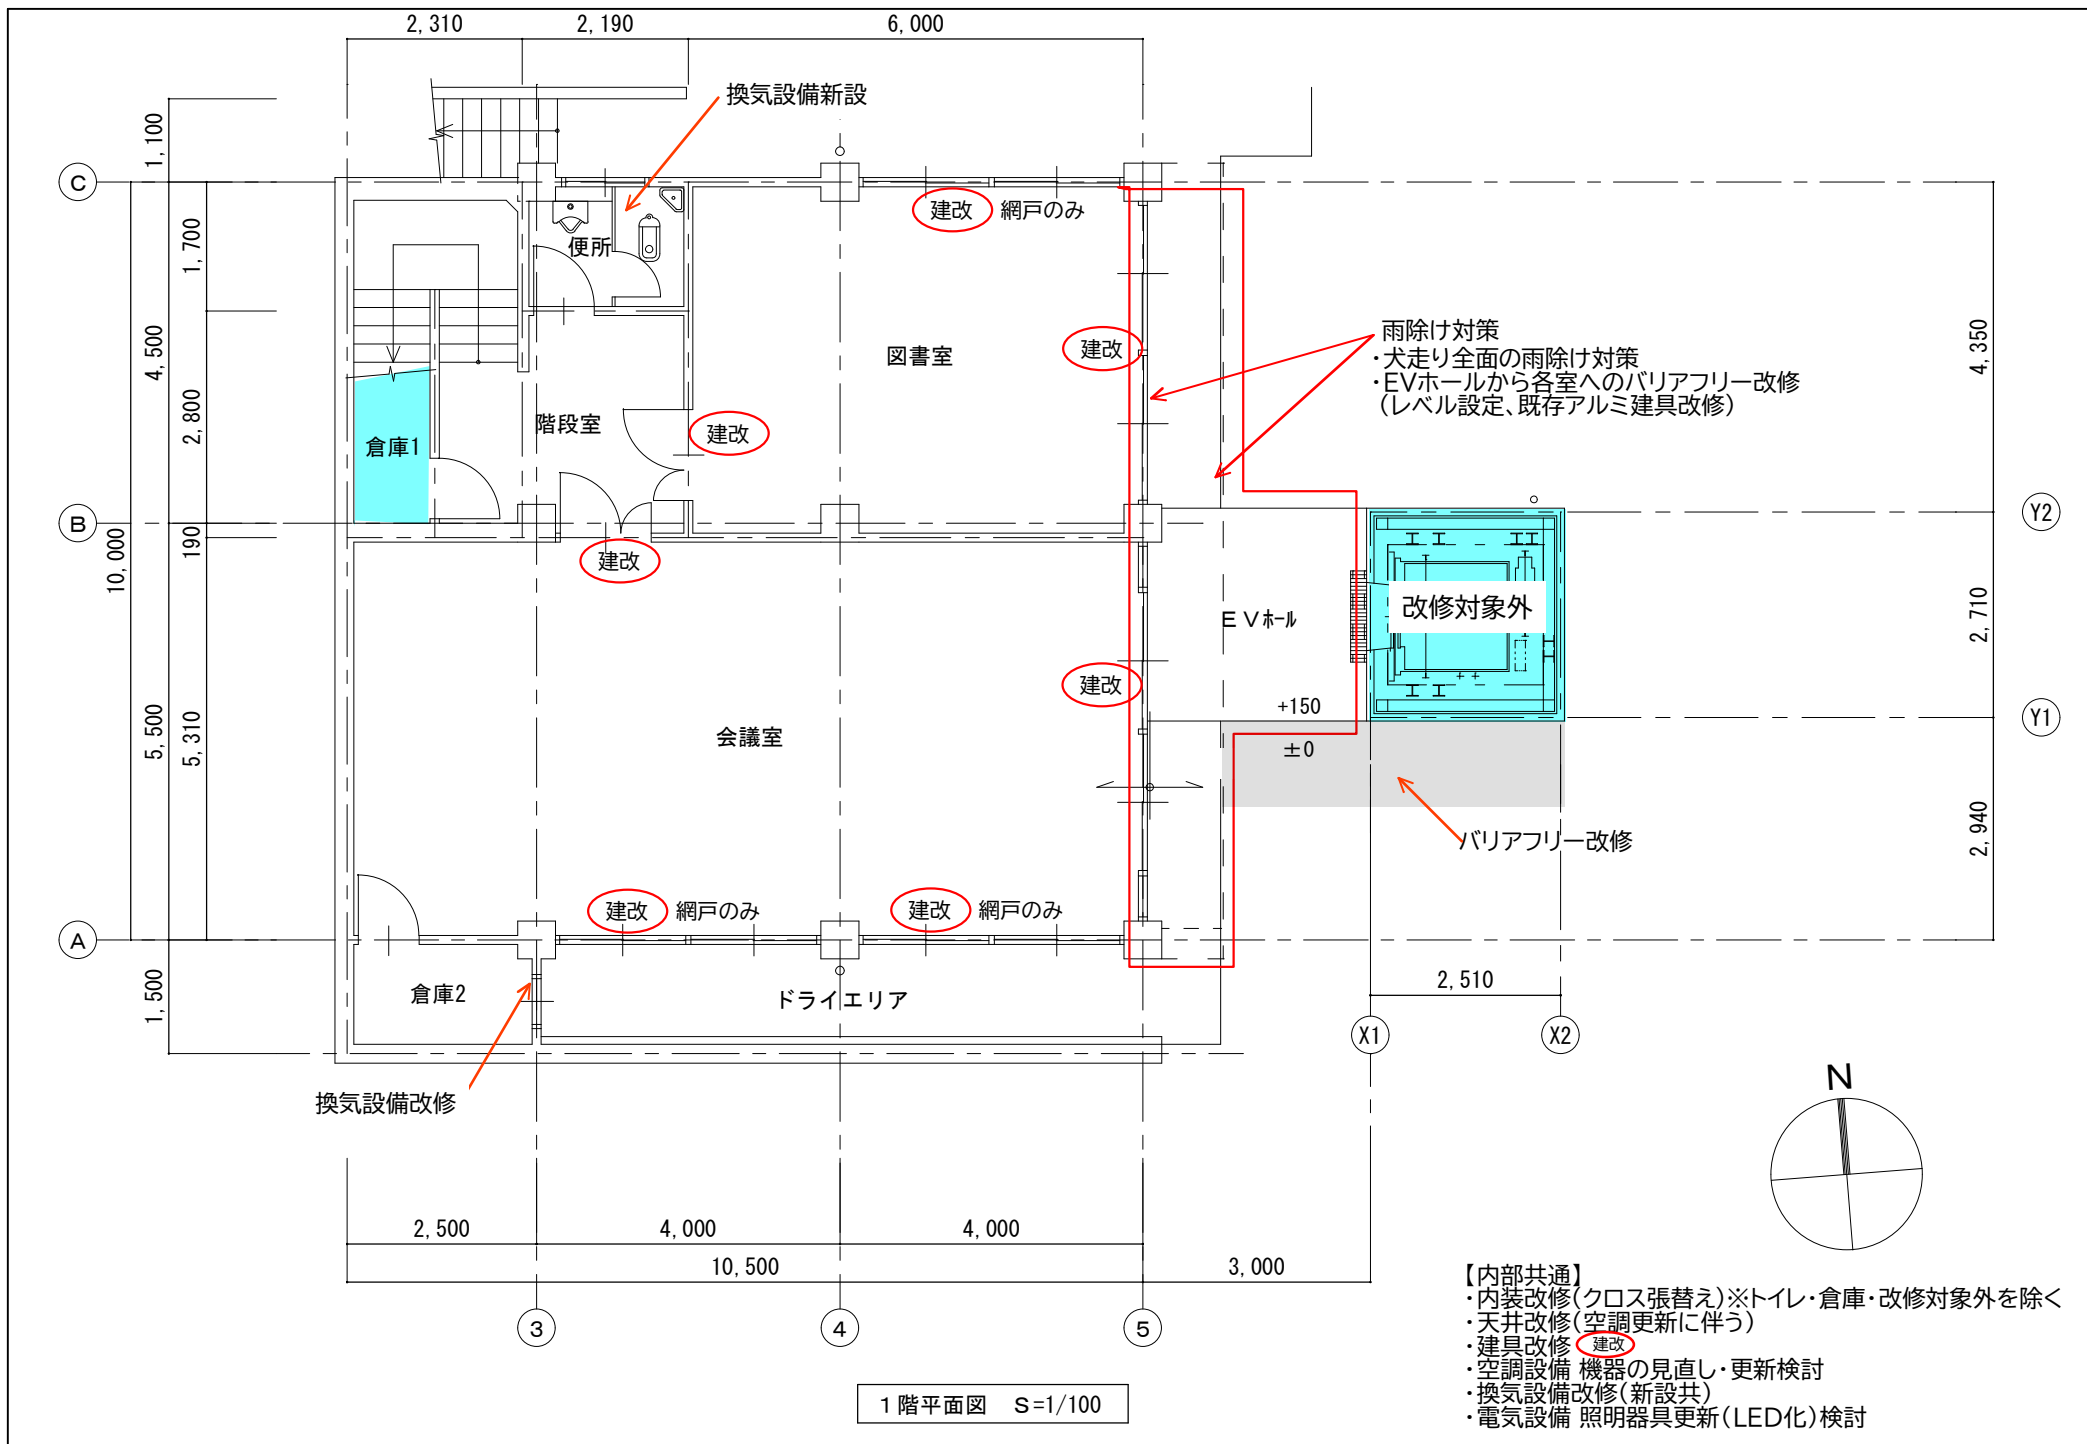 2,310
2,190
6,000
換気設備新設
1,100
C
1,700
建改
網戸のみ
便所
雨除け対策
・犬走り全面の雨除け対策
・EVホールから各室へのバリアフリー改修
(レベル設定、既存アルミ建具改修)
4,500
図書室
建改
4,350
2,800
階段室
建改
倉庫1
B
Y2
10,000
190
建改
改修対象外
EVホール
2,710
建改
+150
±0
Y1
5,500
5,310
会議室
バリアフリー改修
2,940
建改
網戸のみ
建改
網戸のみ
A
1,500
倉庫2
ドライエリア
2,510
X1
X2
換気設備改修
N
2,500
4,000
4,000
10,500
3,000
3
4
5
【内部共通】
・内装改修(クロス張替え)※トイレ・倉庫・改修対象外を除く
・天井改修(空調更新に伴う)
・建具改修 建改
・空調設備 機器の見直し・更新検討
・換気設備改修(新設共)
・電気設備 照明器具更新(LED化)検討
1階平面図 S=1/100